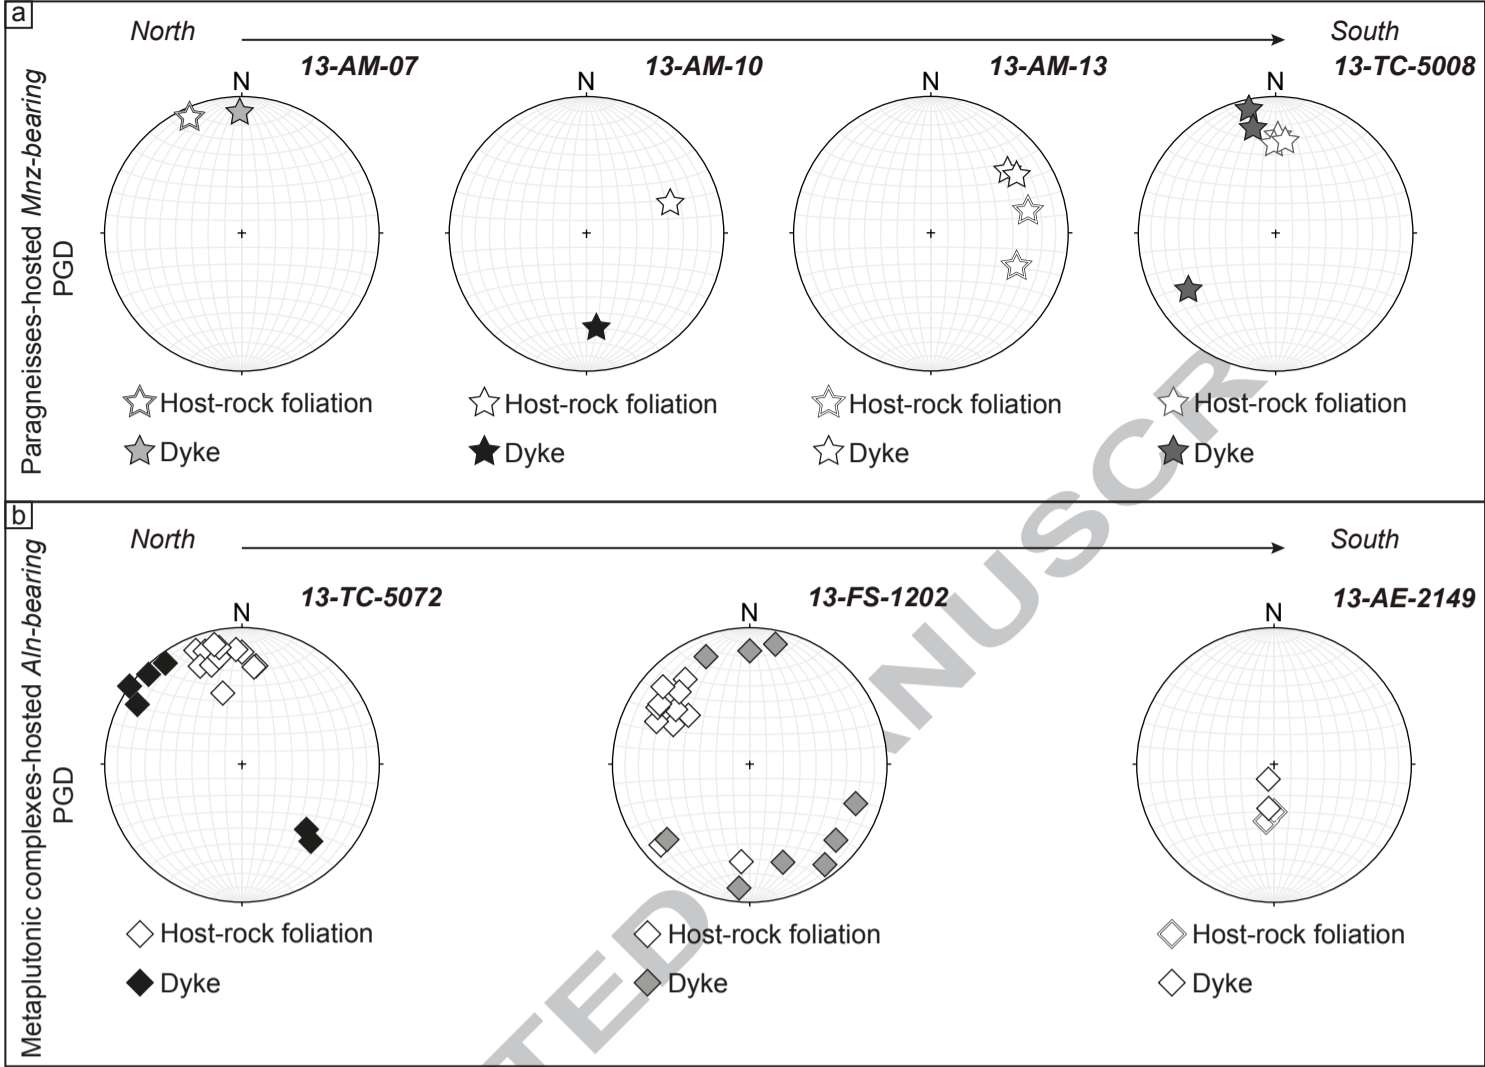 a
North South
13-AM-07 13-AM-10 13-AM-13 13-TC-5008
N N N N
Paragneisses-hosted Mnz-bearing
PGD
Host-rock foliation Host-rock foliation Host-rock foliation Host-rock foliation
Dyke Dyke Dyke Dyke
b
North South
13-TC-5072 13-FS-1202 13-AE-2149
N N N
Metaplutonic complexes-hosted Aln-bearing
PGD
Host-rock foliation Host-rock foliation Host-rock foliation
Dyke Dyke Dyke
TED ANUSCR